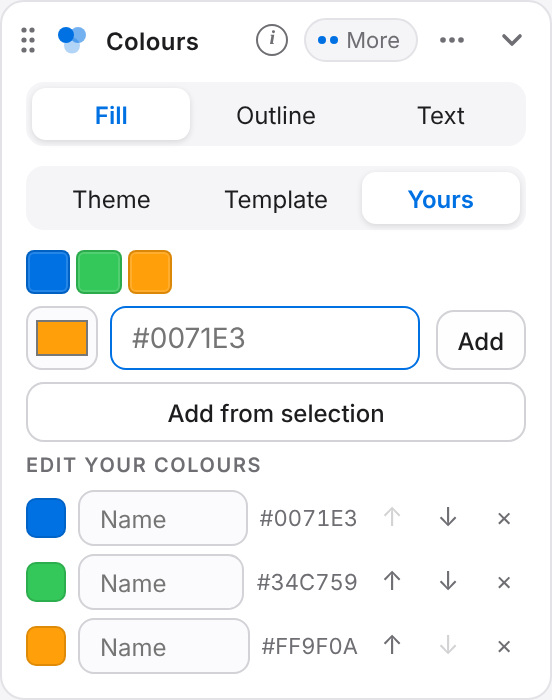 Colours i More
Fill Outline Text
Theme Template Yours
#0071E3 Add
Add from selection
EDIT YOUR COLOURS
Name #0071E3
Name #34C759
Name #FF9F0A